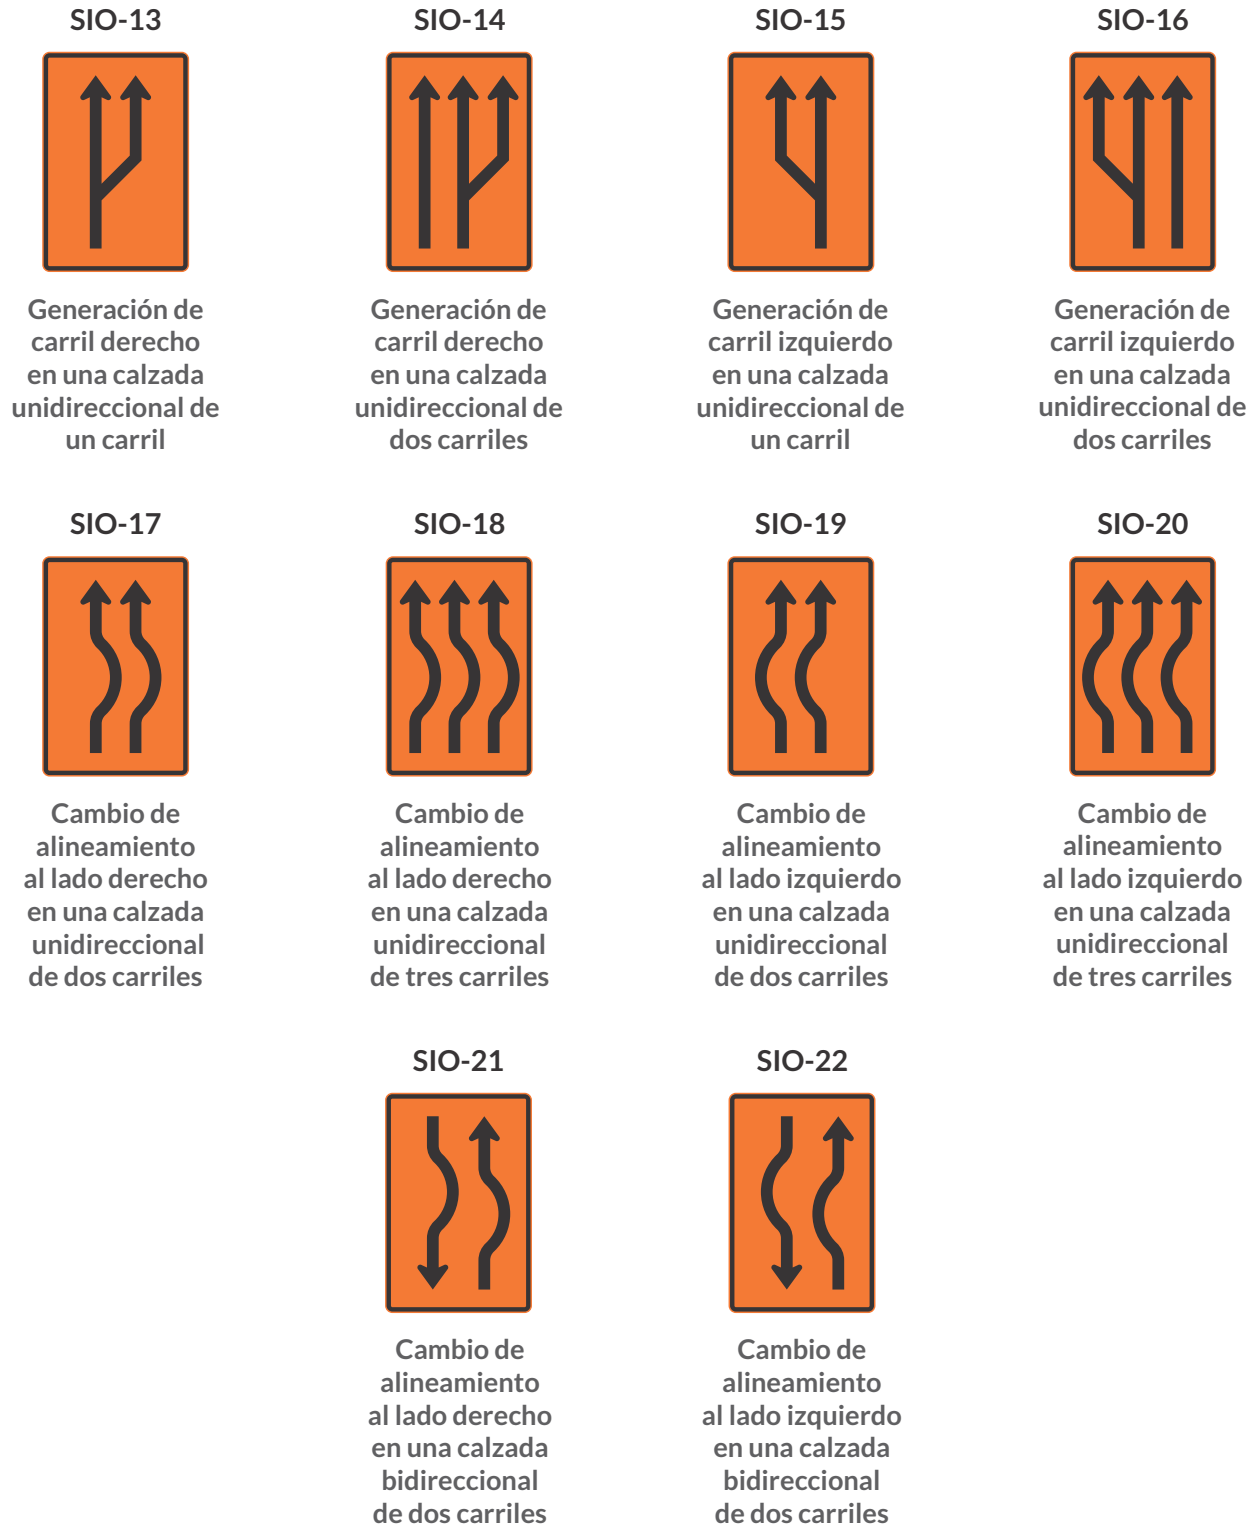 SIO-13
Generación de
carril derecho
en una calzada
unidireccional de
un carril
SIO-14
Generación de
carril derecho
en una calzada
unidireccional de
dos carriles
SIO-15
Generación de
carril izquierdo
en una calzada
unidireccional de
un carril
SIO-16
Generación de
carril izquierdo
en una calzada
unidireccional de
dos carriles
SIO-17
Cambio de
alineamiento
al lado derecho
en una calzada
unidireccional
de dos carriles
SIO-18
Cambio de
alineamiento
al lado derecho
en una calzada
unidireccional
de tres carriles
SIO-19
Cambio de
alineamiento
al lado izquierdo
en una calzada
unidireccional
de dos carriles
SIO-20
Cambio de
alineamiento
al lado izquierdo
en una calzada
unidireccional
de tres carriles
SIO-21
Cambio de
alineamiento
al lado derecho
en una calzada
bidireccional
de dos carriles
SIO-22
Cambio de
alineamiento
al lado izquierdo
en una calzada
bidireccional
de dos carriles